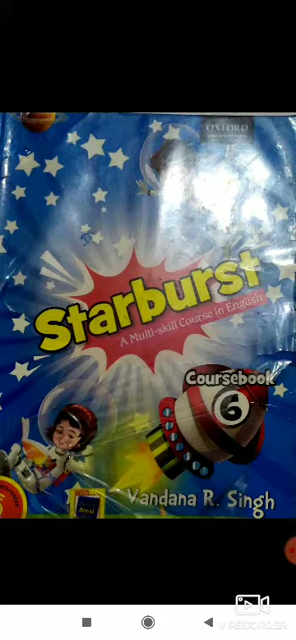 OXFORD
Starburst
A Multi-skill Course in English
Coursebook
6
Vandana R. Singh
V RECORDER